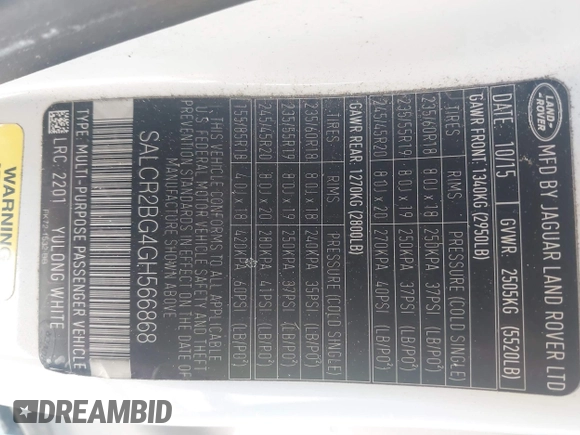 LAND
ROVER
MFD BY JAGUAR LAND ROVER LTD
DATE: 10/15 GVWR: 2505KG (5520LB)
GAWR FRONT: 1340KG (2950LB)
TIRES RIMS PRESSURE (COLD SINGLE)
235/60R18 8.0J x 18 250KPA 37PSI (LB/PO²)
235/55R19 8.0J x 19 250KPA 37PSI (LB/PO²)
245/45R20 8.0J x 20 270KPA 40PSI (LB/PO²)
GAWR REAR: 1270KG (2800LB)
TIRES RIMS PRESSURE (COLD SINGLE)
235/60R18 8.0J x 18 240KPA 35PSI (LB/PO²)
235/55R19 8.0J x 19 250KPA 37PSI (LB/PO²)
245/45R20 8.0J x 20 280KPA 41PSI (LB/PO²)
T155/85R18 4.0J x 18 420KPA 60PSI (LB/PO²)
THIS VEHICLE CONFORMS TO ALL APPLICABLE
U.S FEDERAL MOTOR VEHICLE SAFETY AND THEFT
PREVENTION STANDARDS IN EFFECT ON THE DATE OF
MANUFACTURE SHOWN ABOVE
SALCR2BG4GH566868
TYPE: MULTI-PURPOSE PASSENGER VEHICLE
LRC: 2201 YULONG WHITE
WARNING
DREAMBID